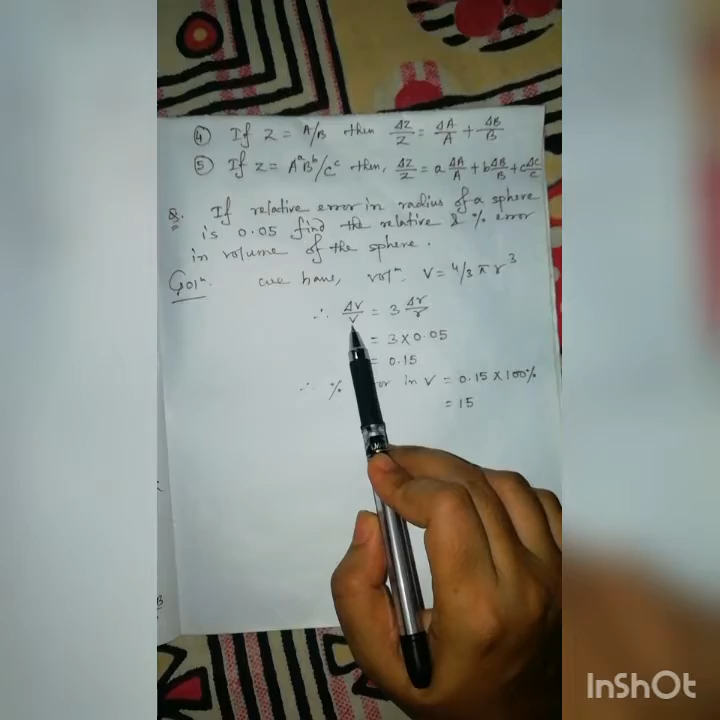 ④ If Z = A/B then ΔZ/Z = ΔA/A + ΔB/B
⑤ If Z = AᵃBᵇ/Cᶜ then, ΔZ/Z = a ΔA/A + b ΔB/B + c ΔC/C
Q. If relative error in radius of a sphere
is 0.05 find the relative & % error
in volume of the sphere.
Solⁿ. we have, volᵐ. V = 4/3 π r³
∴ ΔV/V = 3 Δr/r
= 3 × 0.05
= 0.15
∴ % in V = 0.15 × 100%
= 15
B
InShOt